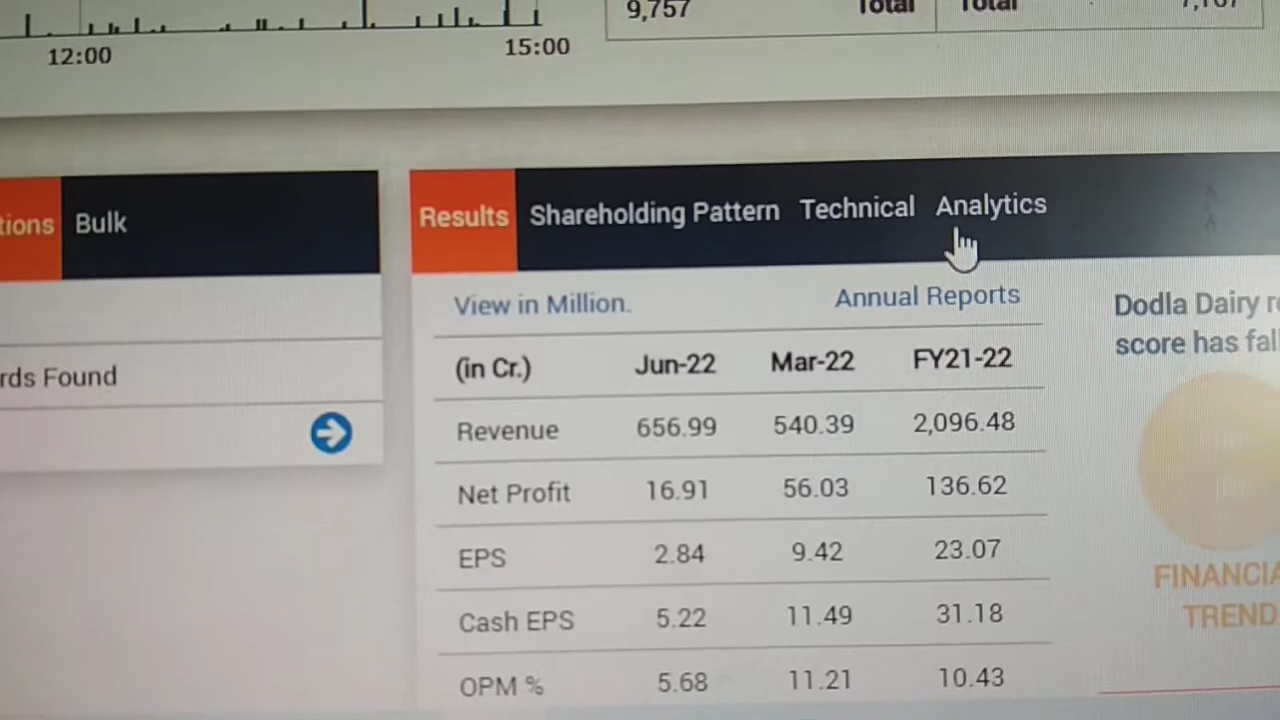 9,757 Total Total
12:00 15:00
tions Bulk
Results Shareholding Pattern Technical Analytics
View in Million. Annual Reports
Dodla Dairy
score has fal
(in Cr.) Jun-22 Mar-22 FY21-22
rds Found
Revenue 656.99 540.39 2,096.48
Net Profit 16.91 56.03 136.62
EPS 2.84 9.42 23.07
FINANCIA
TREND
Cash EPS 5.22 11.49 31.18
OPM % 5.68 11.21 10.43